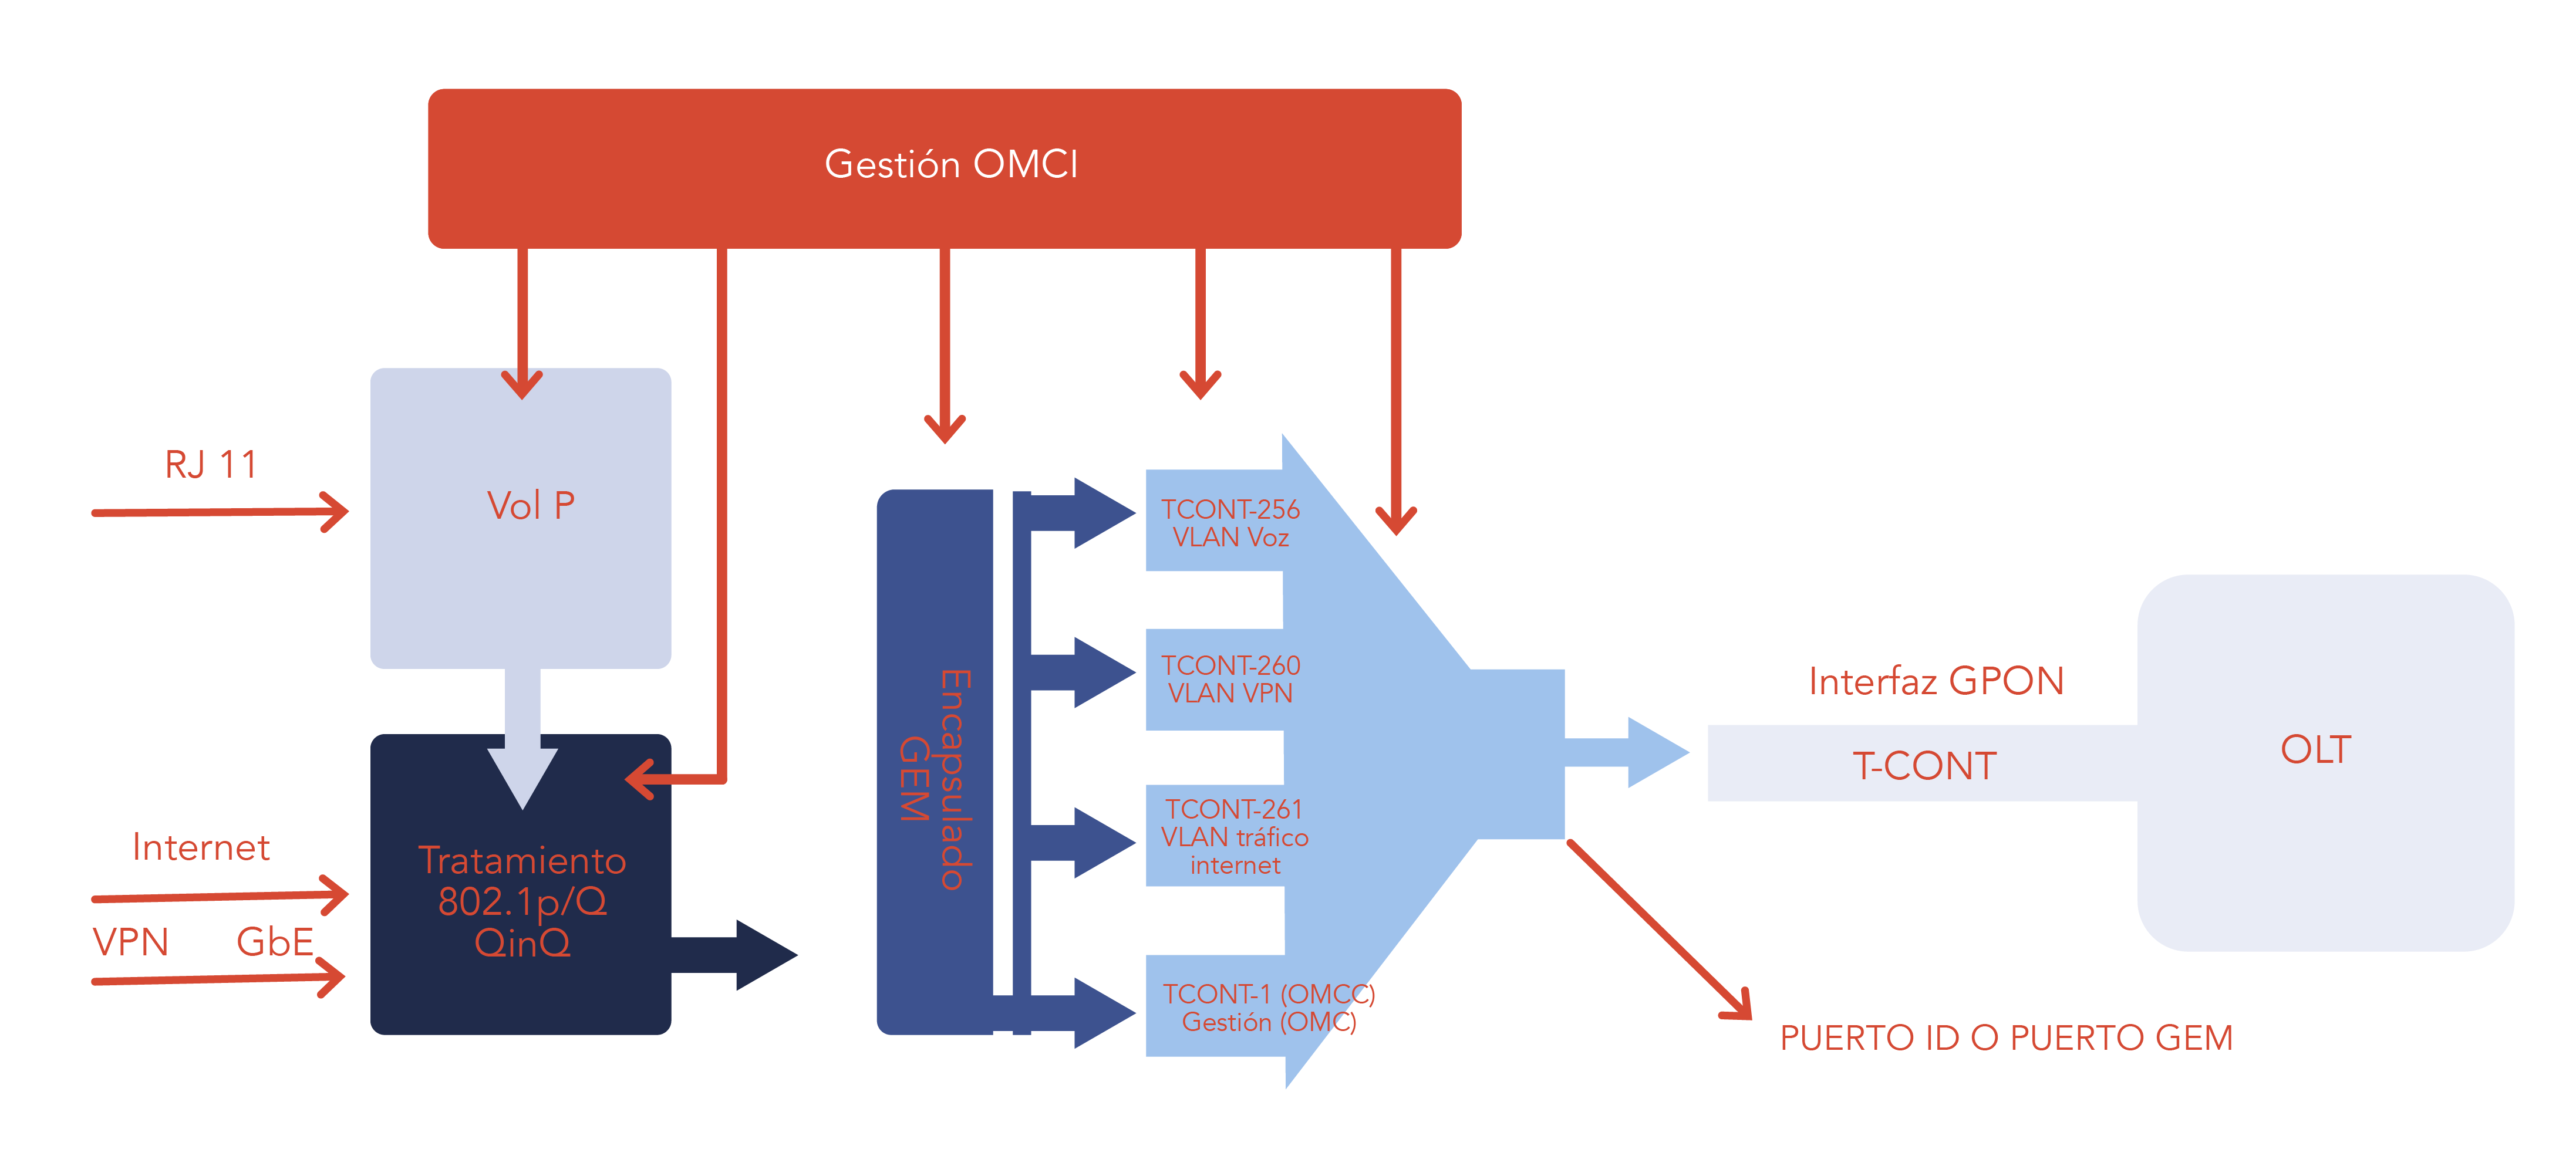 Gestión OMCI
RJ 11
Vol P
Internet
VPN GbE
Tratamiento
802.1p/Q
QinQ
Encapsulado
GEM
TCONT-256
VLAN Voz
TCONT-260
VLAN VPN
TCONT-261
VLAN tráfico
internet
TCONT-1 (OMCC)
Gestión (OMC)
Interfaz GPON
T-CONT
OLT
PUERTO ID O PUERTO GEM